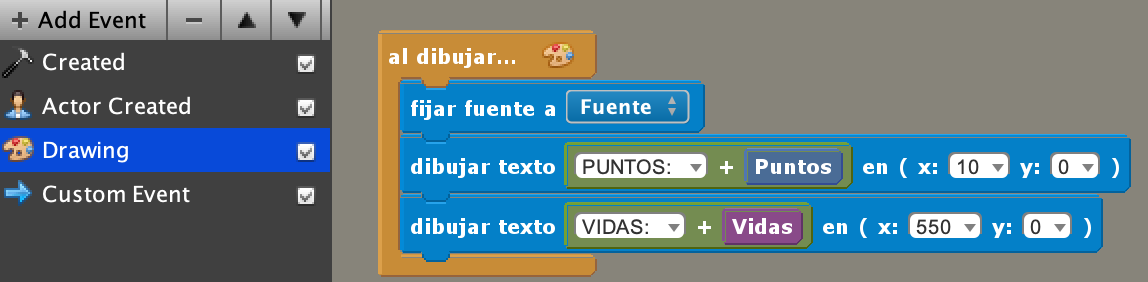 + Add Event − ▲ ▼
Created
Actor Created
Drawing
Custom Event
al dibujar...
fijar fuente a Fuente
dibujar texto PUNTOS: + Puntos en ( x: 10 y: 0 )
dibujar texto VIDAS: + Vidas en ( x: 550 y: 0 )